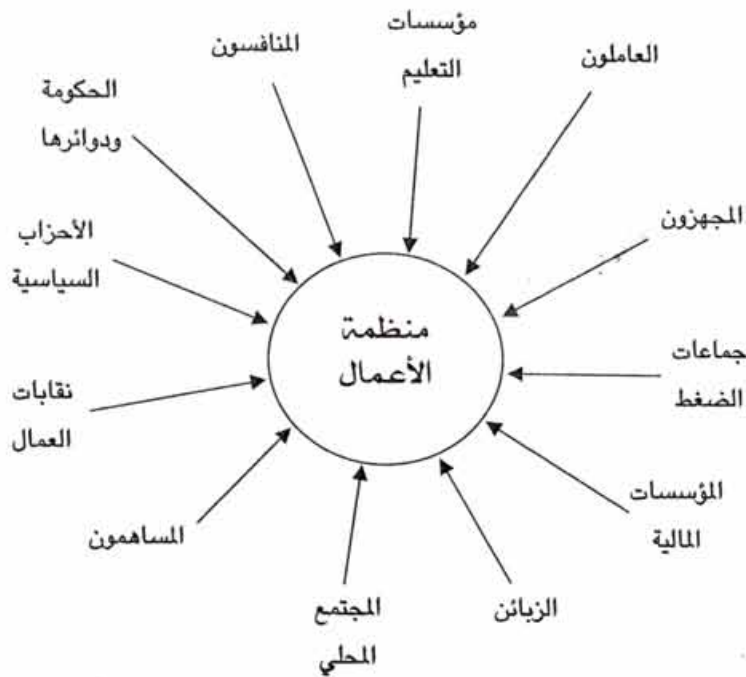 مؤسسات
التعليم
العاملون
المجهزون
جماعات
الضغط
المؤسسات
المالية
الزبائن
المجتمع
المحلي
المساهمون
نقابات
العمال
الأحزاب
السياسية
الحكومة
ودوائرها
المنافسون
منظمة
الأعمال